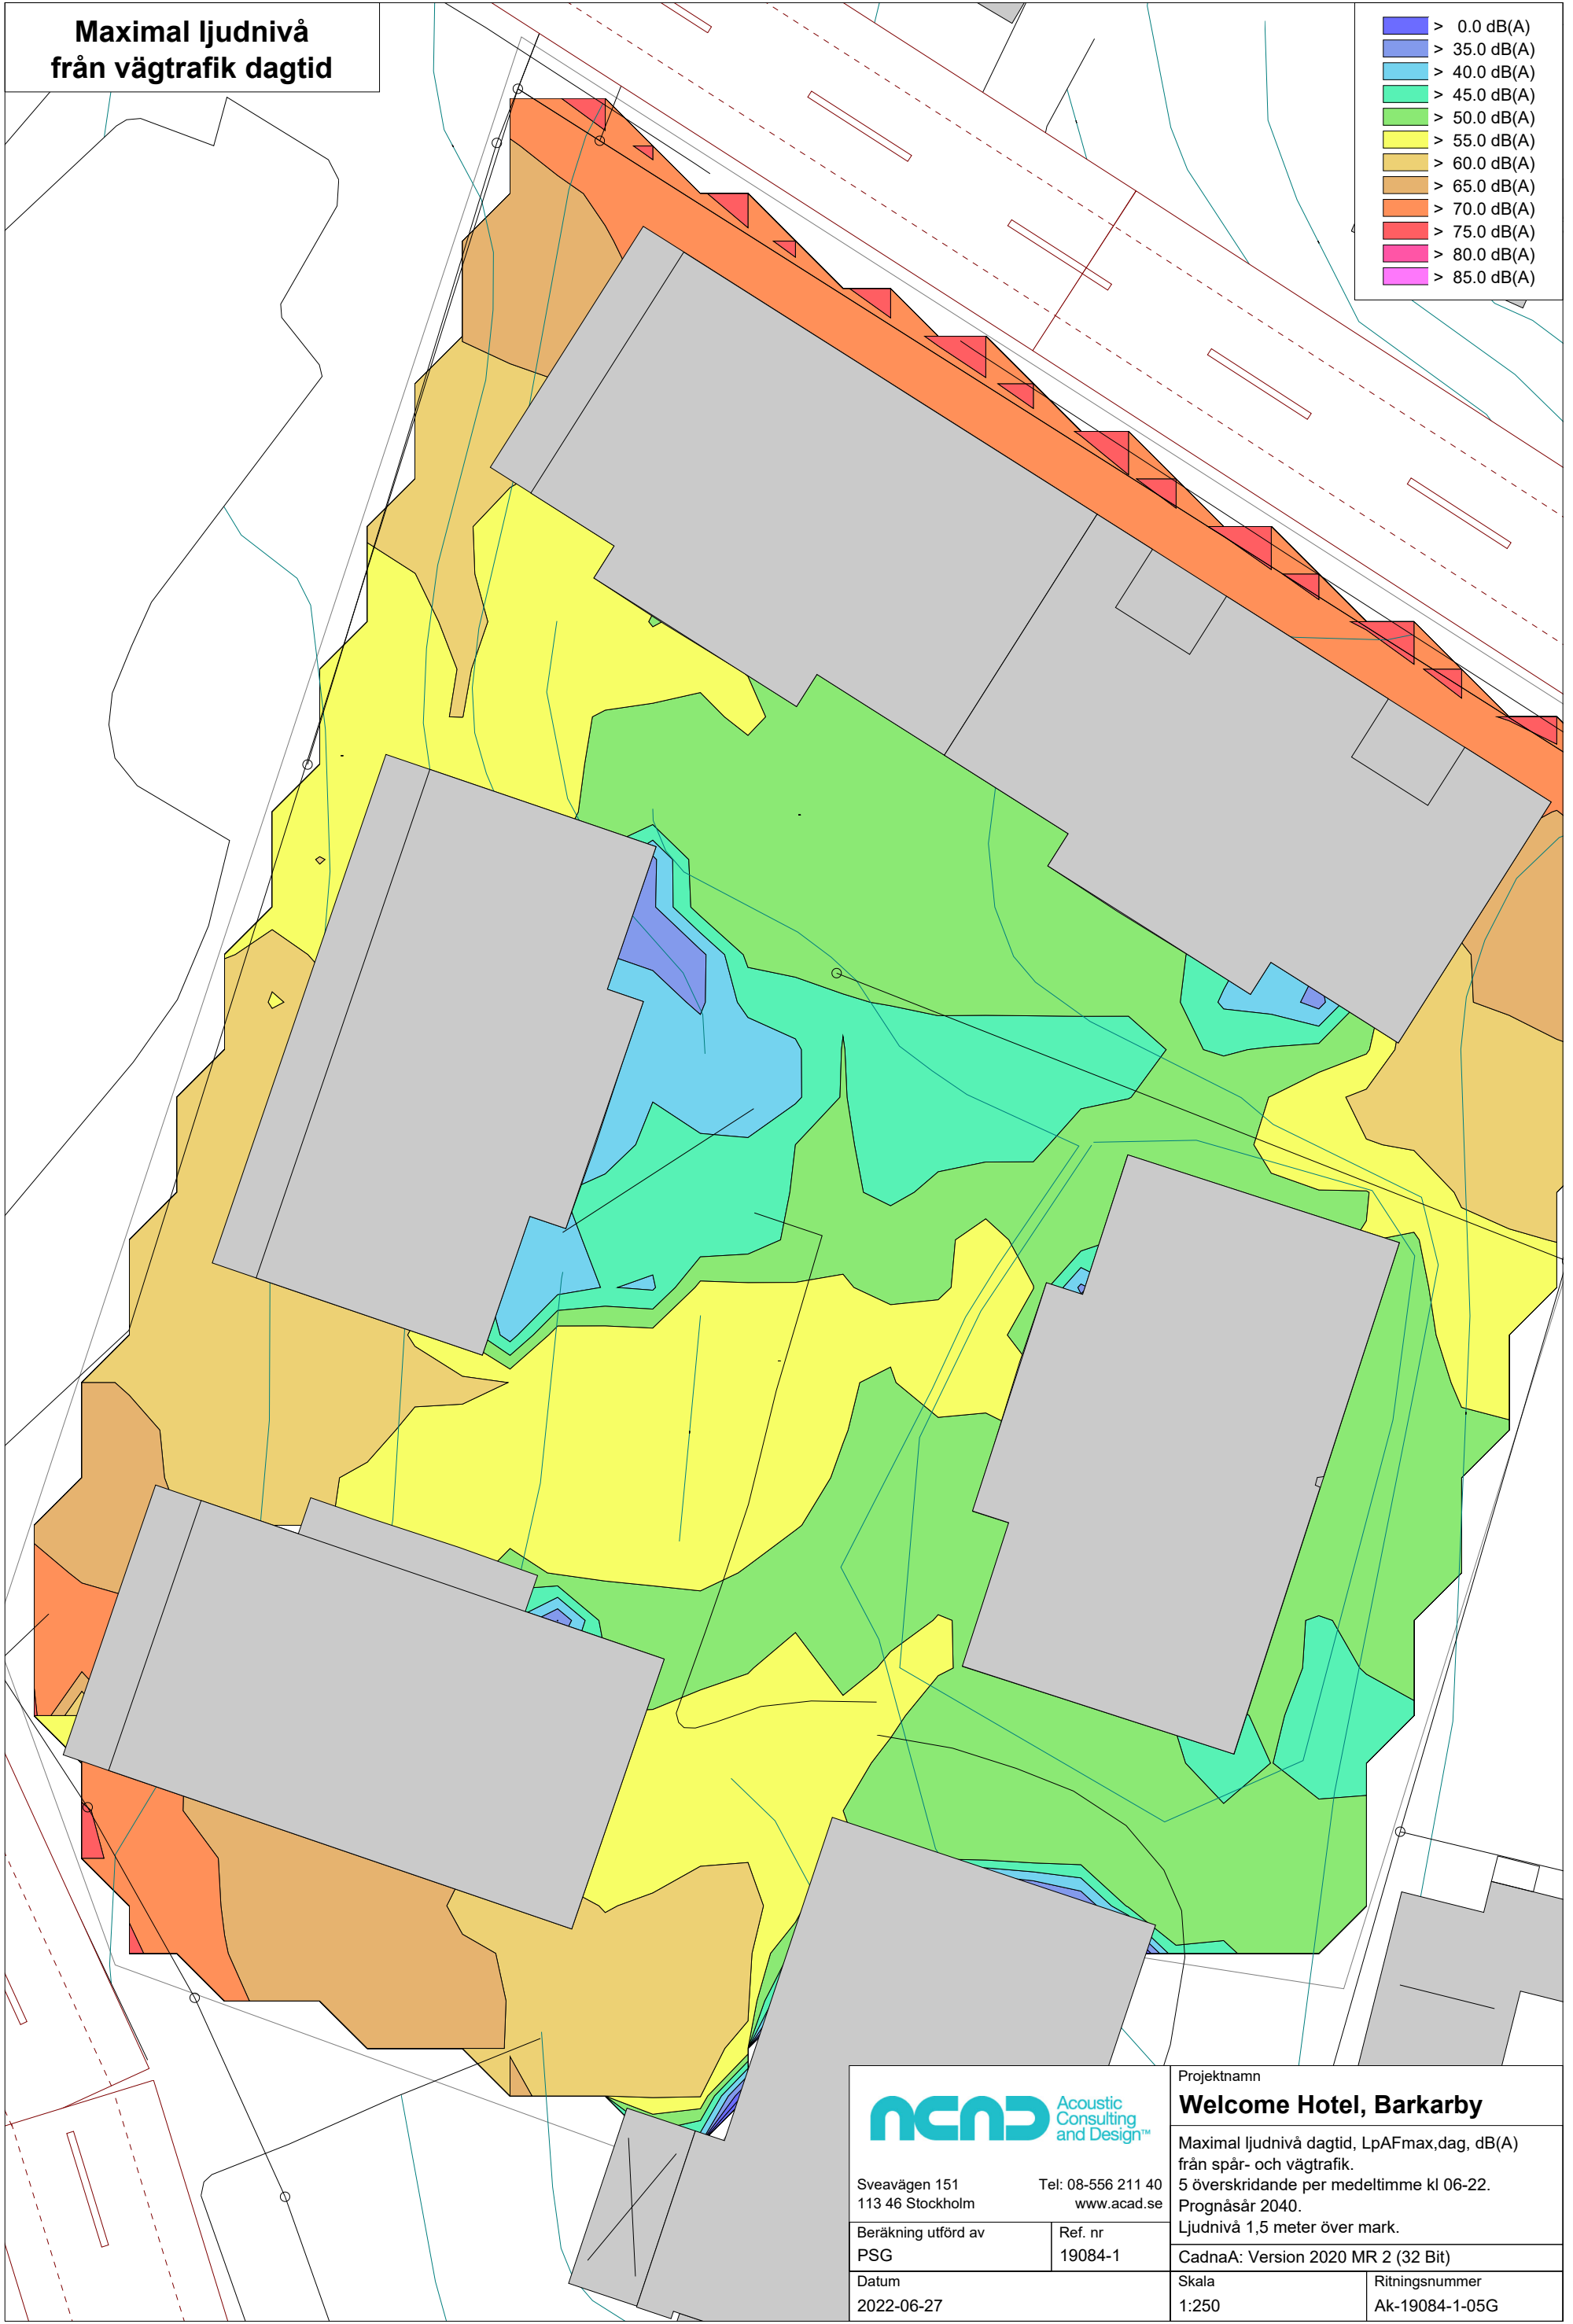 Maximal ljudnivå
från vägtrafik dagtid
> 0.0 dB(A)
> 35.0 dB(A)
> 40.0 dB(A)
> 45.0 dB(A)
> 50.0 dB(A)
> 55.0 dB(A)
> 60.0 dB(A)
> 65.0 dB(A)
> 70.0 dB(A)
> 75.0 dB(A)
> 80.0 dB(A)
> 85.0 dB(A)
ACAD
Acoustic
Consulting
and Design™
Sveavägen 151
113 46 Stockholm
Tel: 08-556 211 40
www.acad.se
Beräkning utförd av
PSG
Ref. nr
19084-1
Datum
2022-06-27
Projektnamn
Welcome Hotel, Barkarby
Maximal ljudnivå dagtid, LpAFmax,dag, dB(A)
från spår- och vägtrafik.
5 överskridande per medeltimme kl 06-22.
Prognåsår 2040.
Ljudnivå 1,5 meter över mark.
CadnaA: Version 2020 MR 2 (32 Bit)
Skala
1:250
Ritningsnummer
Ak-19084-1-05G